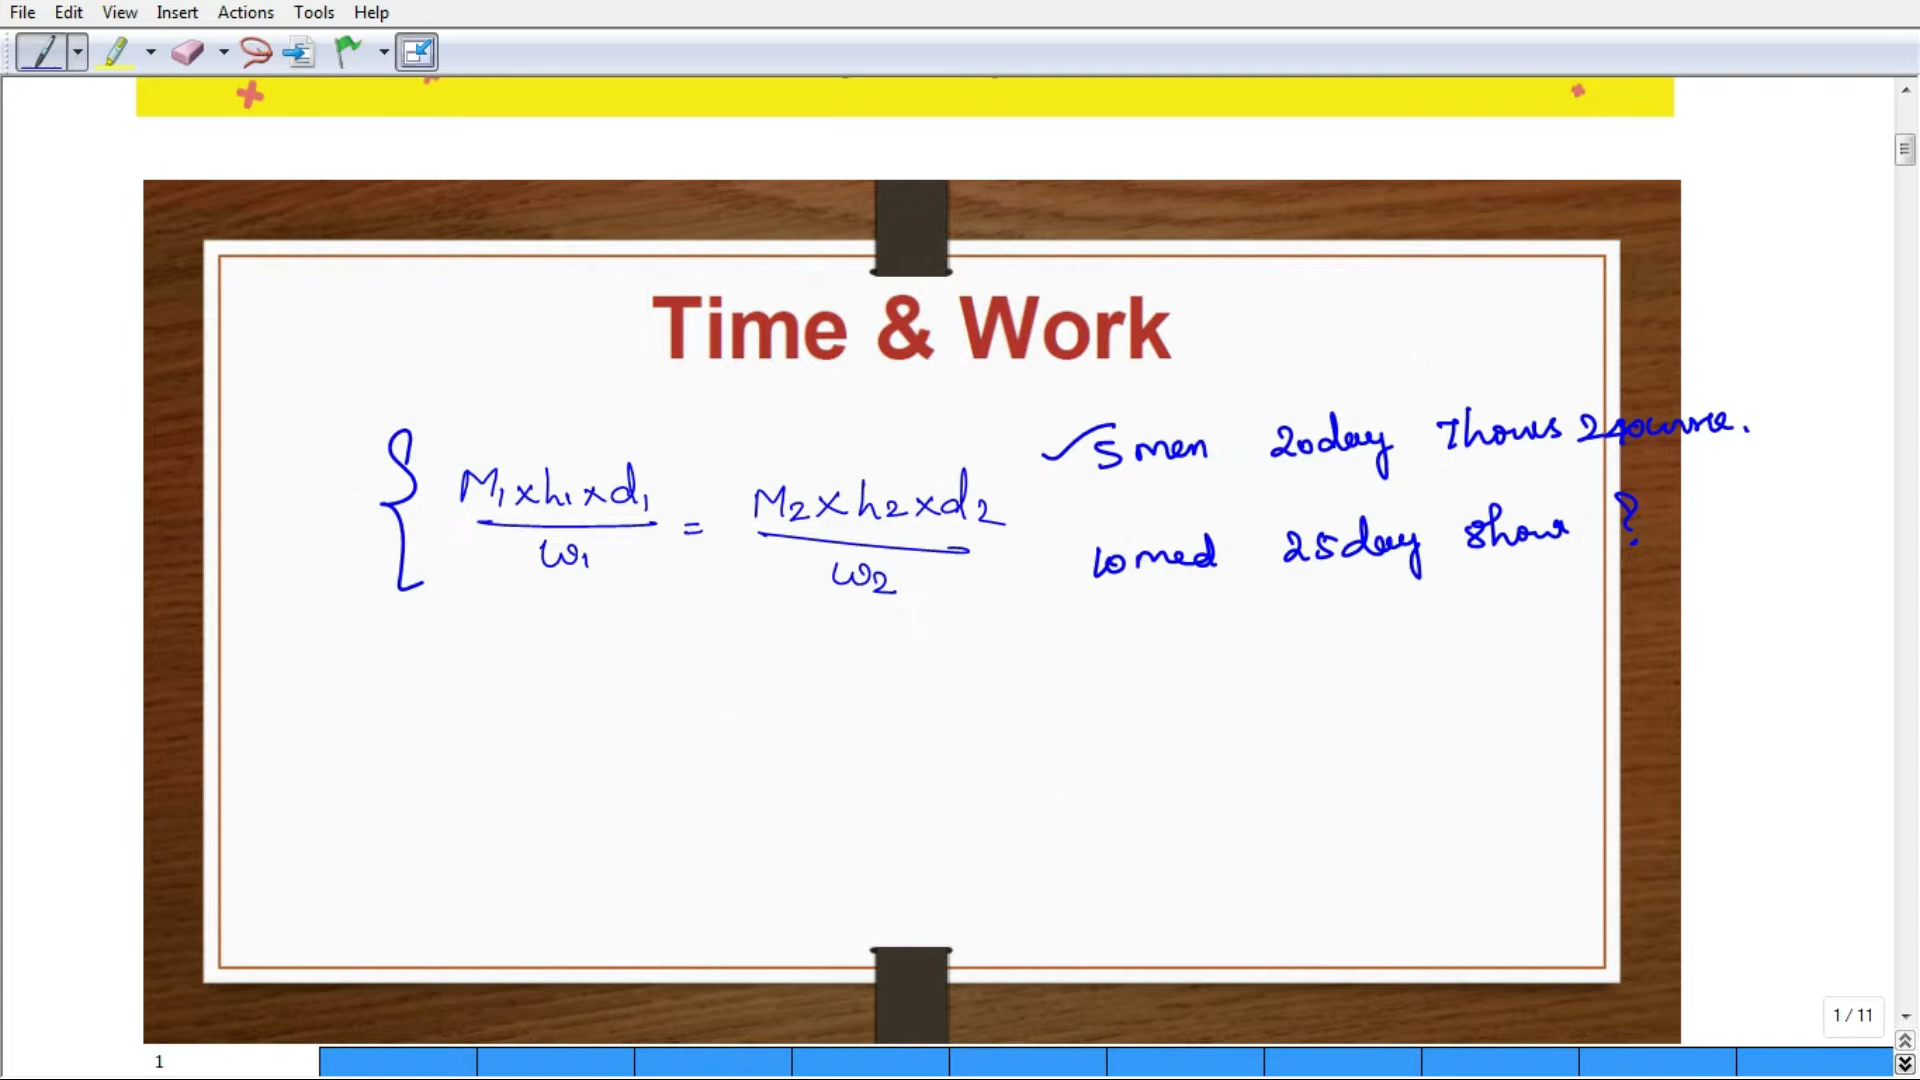 File Edit View Insert Actions Tools Help
Time & Work
M1×h1×d1 / W1 = M2×h2×d2 / W2
5 men 20day 7hours
10 med 25day 8hour ?
1 / 11
1